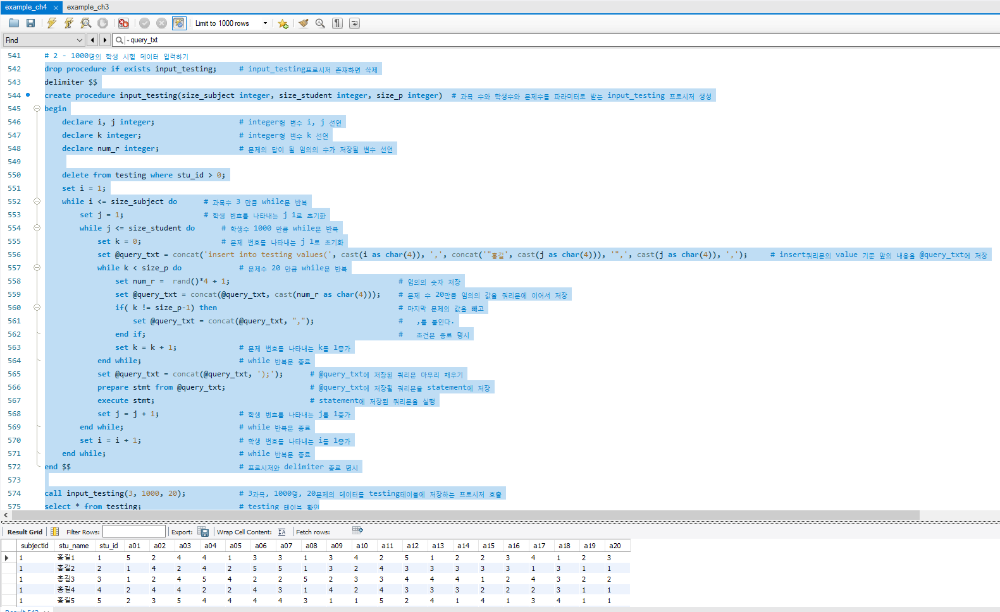 example_ch4 × example_ch3
Limit to 1000 rows
Find query_txt
541 # 2 - 1000명의 학생 시험 데이터 입력하기
542 drop procedure if exists input_testing; # input_testing프로시저 존재하면 삭제
543 delimiter $$
544 create procedure input_testing(size_subject integer, size_student integer, size_p integer) # 과목 수와 학생수와 문제수를 파라미터로 받는 input_testing 프로시저 생성
545 begin
546 declare i, j integer; # integer형 변수 i, j 선언
547 declare k integer; # integer형 변수 k 선언
548 declare num_r integer; # 문제의 답이 될 임의의 수가 저장될 변수 선언
549
550 delete from testing where stu_id > 0;
551 set i = 1;
552 while i <= size_subject do # 과목수 3 만큼 while문 반복
553 set j = 1; # 학생 번호를 나타내는 j 1로 초기화
554 while j <= size_student do # 학생수 1000 만큼 while문 반복
555 set k = 0; # 문제 번호를 나타내는 j 1로 초기화
556 set @query_txt = concat('insert into testing values(', cast(i as char(4)), ',', concat('"홍길', cast(j as char(4))), '",', cast(j as char(4)), ','); # insert쿼리문의 value 기준 앞의 내용을 @query_txt에 저장
557 while k < size_p do # 문제수 20 만큼 while문 반복
558 set num_r = rand()*4 + 1; # 임의의 숫자 저장
559 set @query_txt = concat(@query_txt, cast(num_r as char(4))); # 문제 수 20만큼 임의의 값을 쿼리문에 이어서 저장
560 if( k != size_p-1) then # 마지막 문제의 값을 빼고
561 set @query_txt = concat(@query_txt, ","); # ,를 붙인다.
562 end if; # 조건문 종료 명시
563 set k = k + 1; # 문제 번호를 나타내는 k를 1증가
564 end while; # while 반복문 종료
565 set @query_txt = concat(@query_txt, ');'); # @query_txt에 저장된 쿼리문 마무리 채우기
566 prepare stmt from @query_txt; # @query_txt에 저장될 쿼리문을 statement에 저장
567 execute stmt; # statement에 저장된 쿼리문을 실행
568 set j = j + 1; # 학생 번호를 나타내는 j를 1증가
569 end while; # while 반복문 종료
570 set i = i + 1; # 학생 번호를 나타내는 i를 1증가
571 end while; # while 반복문 종료
572 end $$ # 프로시저와 delimiter 종료 명시
573
574 call input_testing(3, 1000, 20); # 3과목, 1000명, 20문제의 데이터를 testing테이블에 저장하는 프로시저 호출
575 select * from testing; # testing 테이블 확인
Result Grid Filter Rows: Export: Wrap Cell Content: Fetch rows:
subjectid stu_name stu_id a01 a02 a03 a04 a05 a06 a07 a08 a09 a10 a11 a12 a13 a14 a15 a16 a17 a18 a19 a20
1 홍길1 1 5 2 4 4 1 3 3 1 3 4 2 5 1 2 2 3 4 1 2 3
1 홍길2 2 1 4 2 4 2 5 5 1 3 2 4 3 3 3 3 3 1 3 1 1
1 홍길3 3 1 2 4 5 4 2 2 5 2 3 3 4 4 4 1 2 4 3 2 2
1 홍길4 4 2 4 4 2 2 4 3 1 4 2 4 3 3 3 2 2 2 3 1 1
1 홍길5 5 2 3 5 4 4 4 4 3 1 1 5 2 4 1 4 1 3 4 1 1